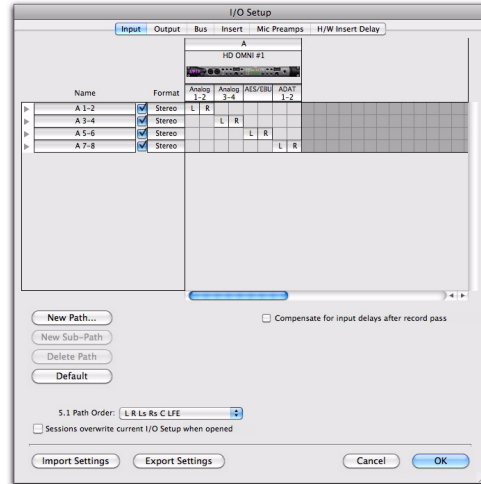 I/O Setup
Input Output Bus Insert Mic Preamps H/W Insert Delay
A
HD OMNI #1
Name Format Analog 1-2 Analog 3-4 AES/EBU ADAT 1-2
A 1-2 Stereo L R
A 3-4 Stereo L R
A 5-6 Stereo L R
A 7-8 Stereo L R
New Path... Compensate for input delays after record pass
New Sub-Path
Delete Path
Default
5.1 Path Order: L R Ls Rs C LFE
Sessions overwrite current I/O Setup when opened
Import Settings Export Settings Cancel OK